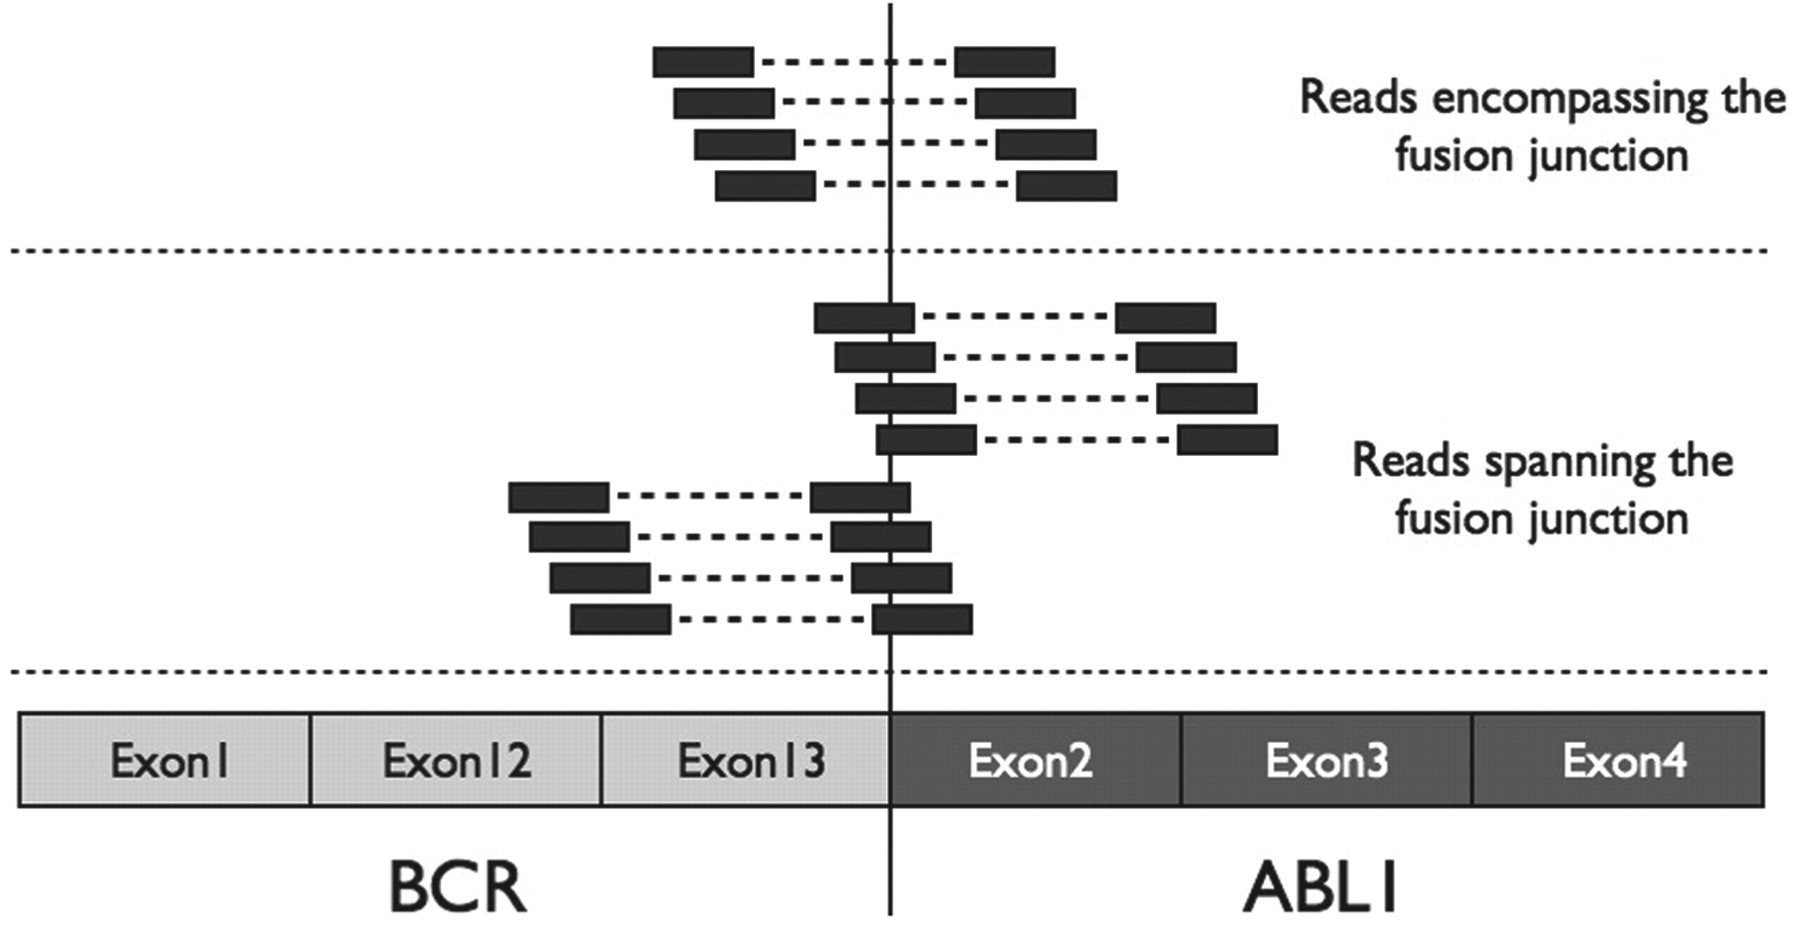 Reads encompassing the
fusion junction
Reads spanning the
fusion junction
Exon1 Exon12 Exon13 Exon2 Exon3 Exon4
BCR ABL1